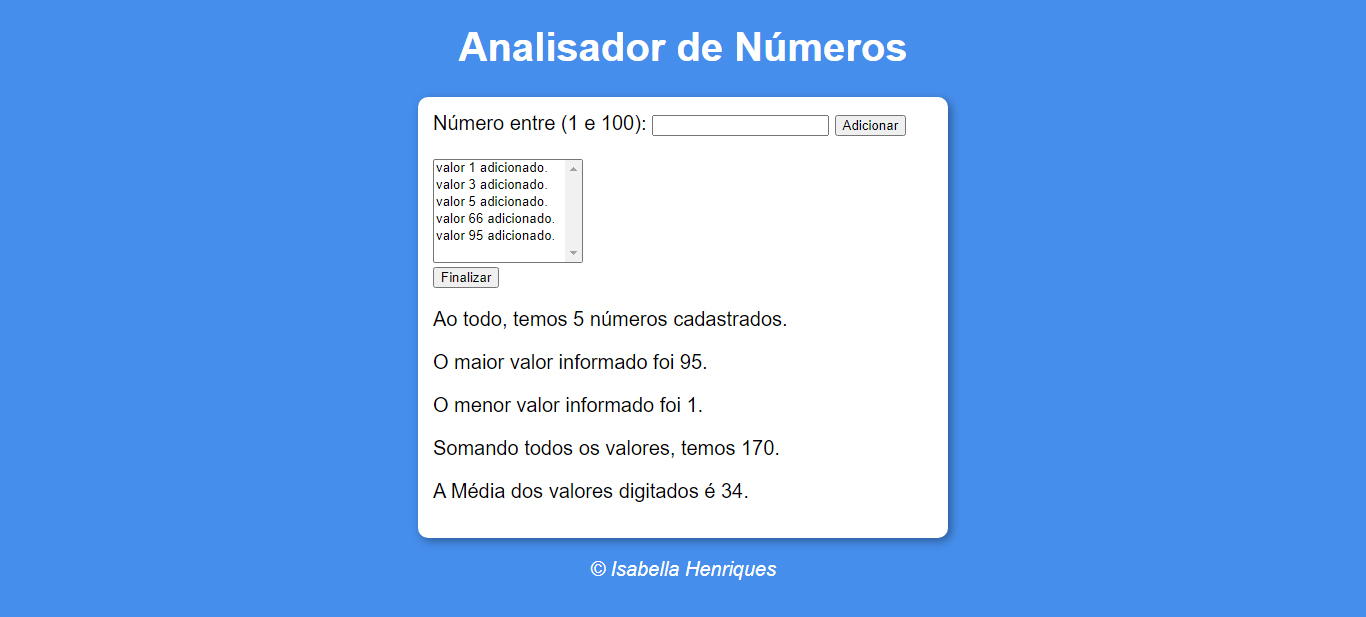 Analisador de Números
Número entre (1 e 100): Adicionar
valor 1 adicionado.
valor 3 adicionado.
valor 5 adicionado.
valor 66 adicionado.
valor 95 adicionado.
Finalizar
Ao todo, temos 5 números cadastrados.
O maior valor informado foi 95.
O menor valor informado foi 1.
Somando todos os valores, temos 170.
A Média dos valores digitados é 34.
© Isabella Henriques